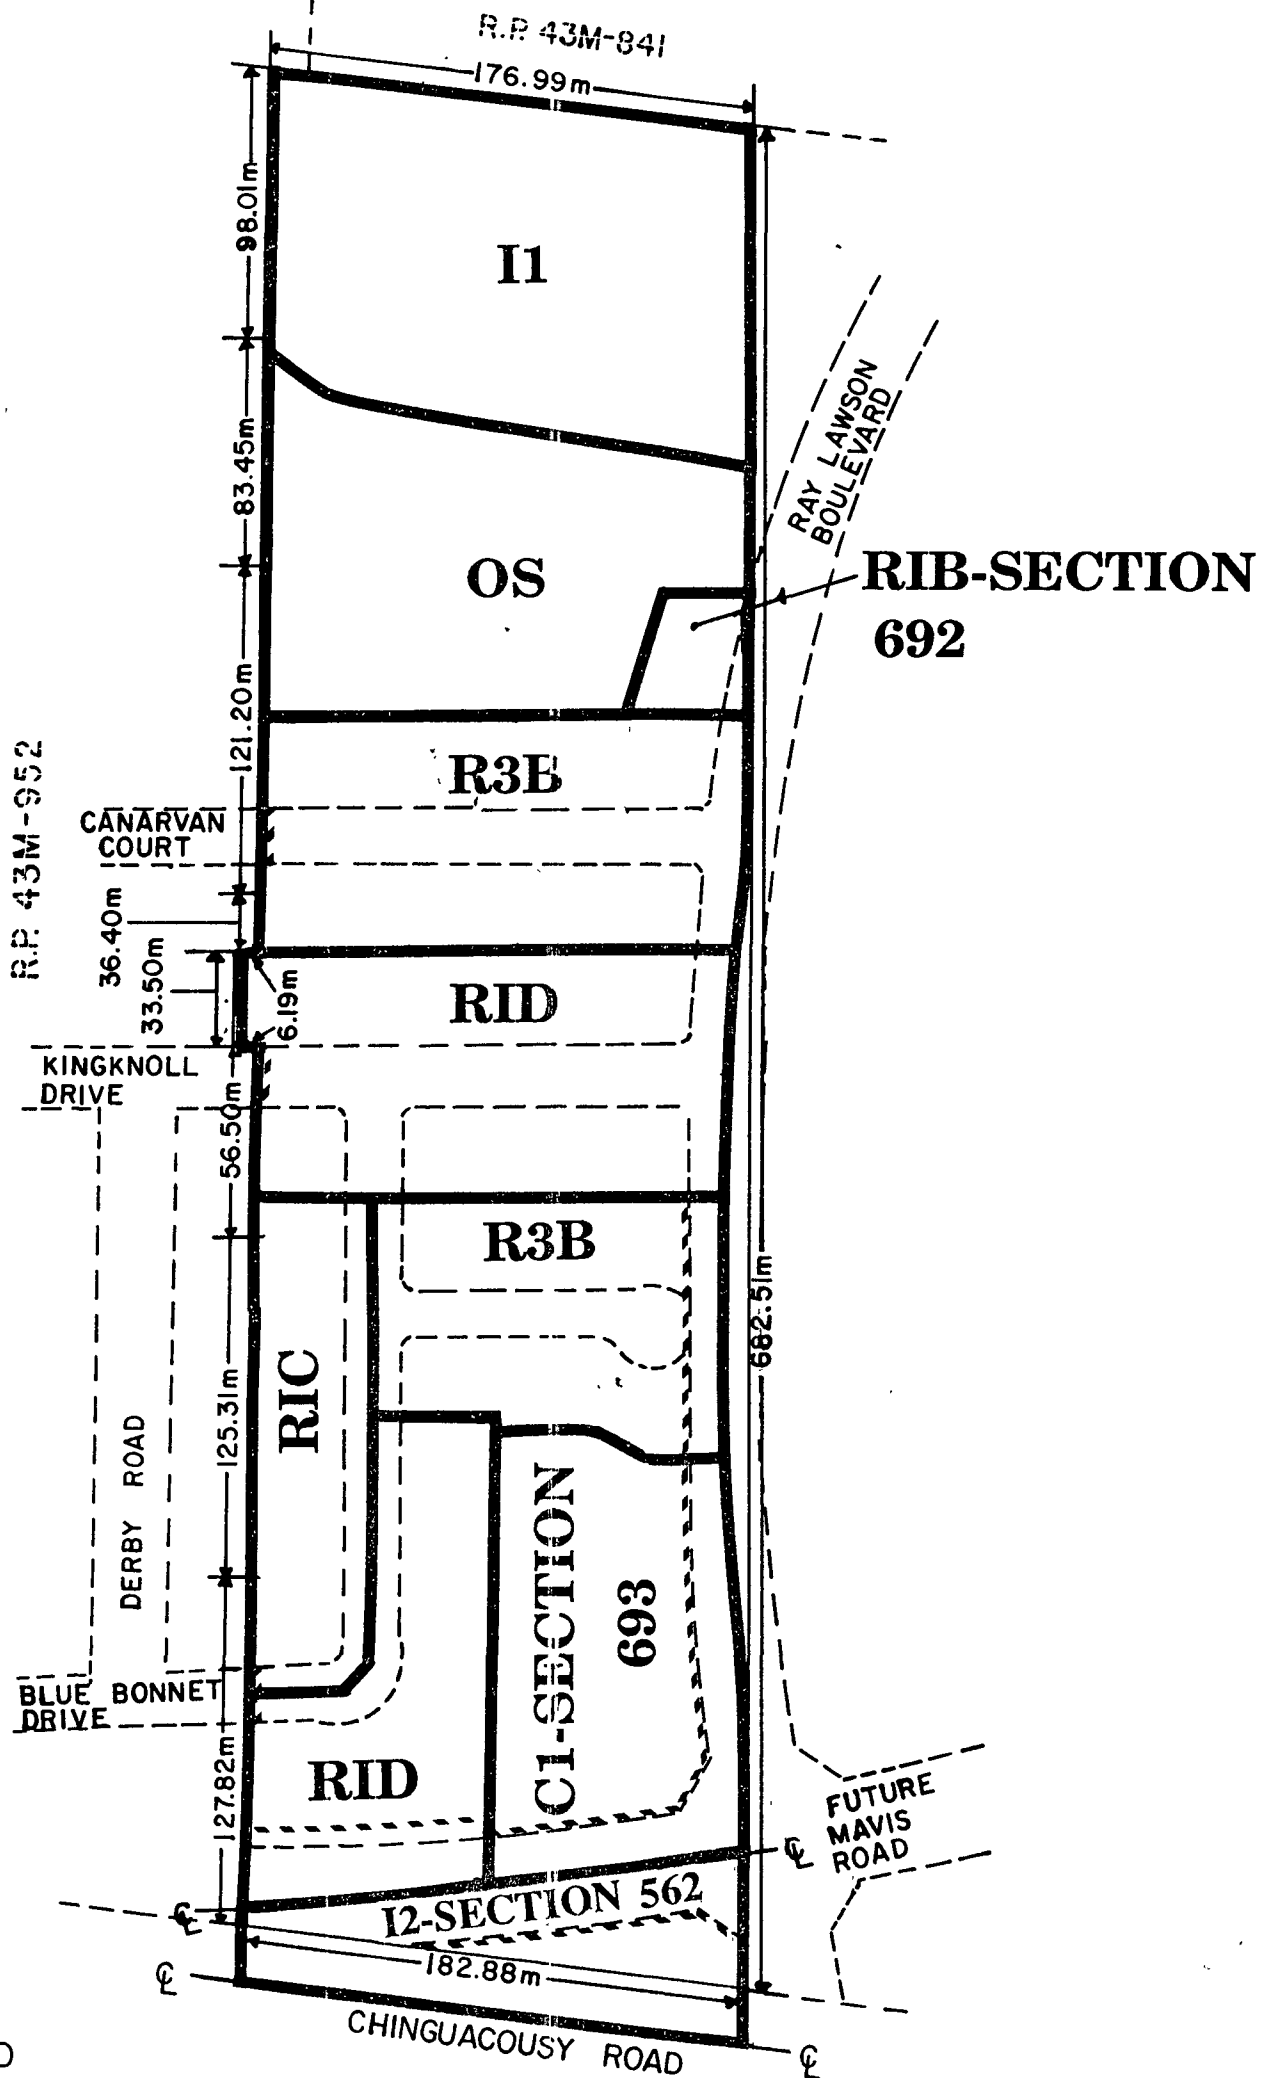 R.P. 43M-841
176.99m
98.01m
I1
83.45m
RAY LAWSON
BOULEVARD
OS
RIB-SECTION
692
121.20m
R.P. 43M-952
R3B
CANARVAN
COURT
36.40m
33.50m
6.19m
RID
KINGKNOLL
DRIVE
56.50m
R3B
682.51m
RIC
125.31m
DERBY ROAD
C1-SECTION
693
BLUE BONNET
DRIVE
127.82m
RID
FUTURE
MAVIS
ROAD
℄
I2-SECTION 562
℄
182.88m
℄
CHINGUACOUSY ROAD
℄
D